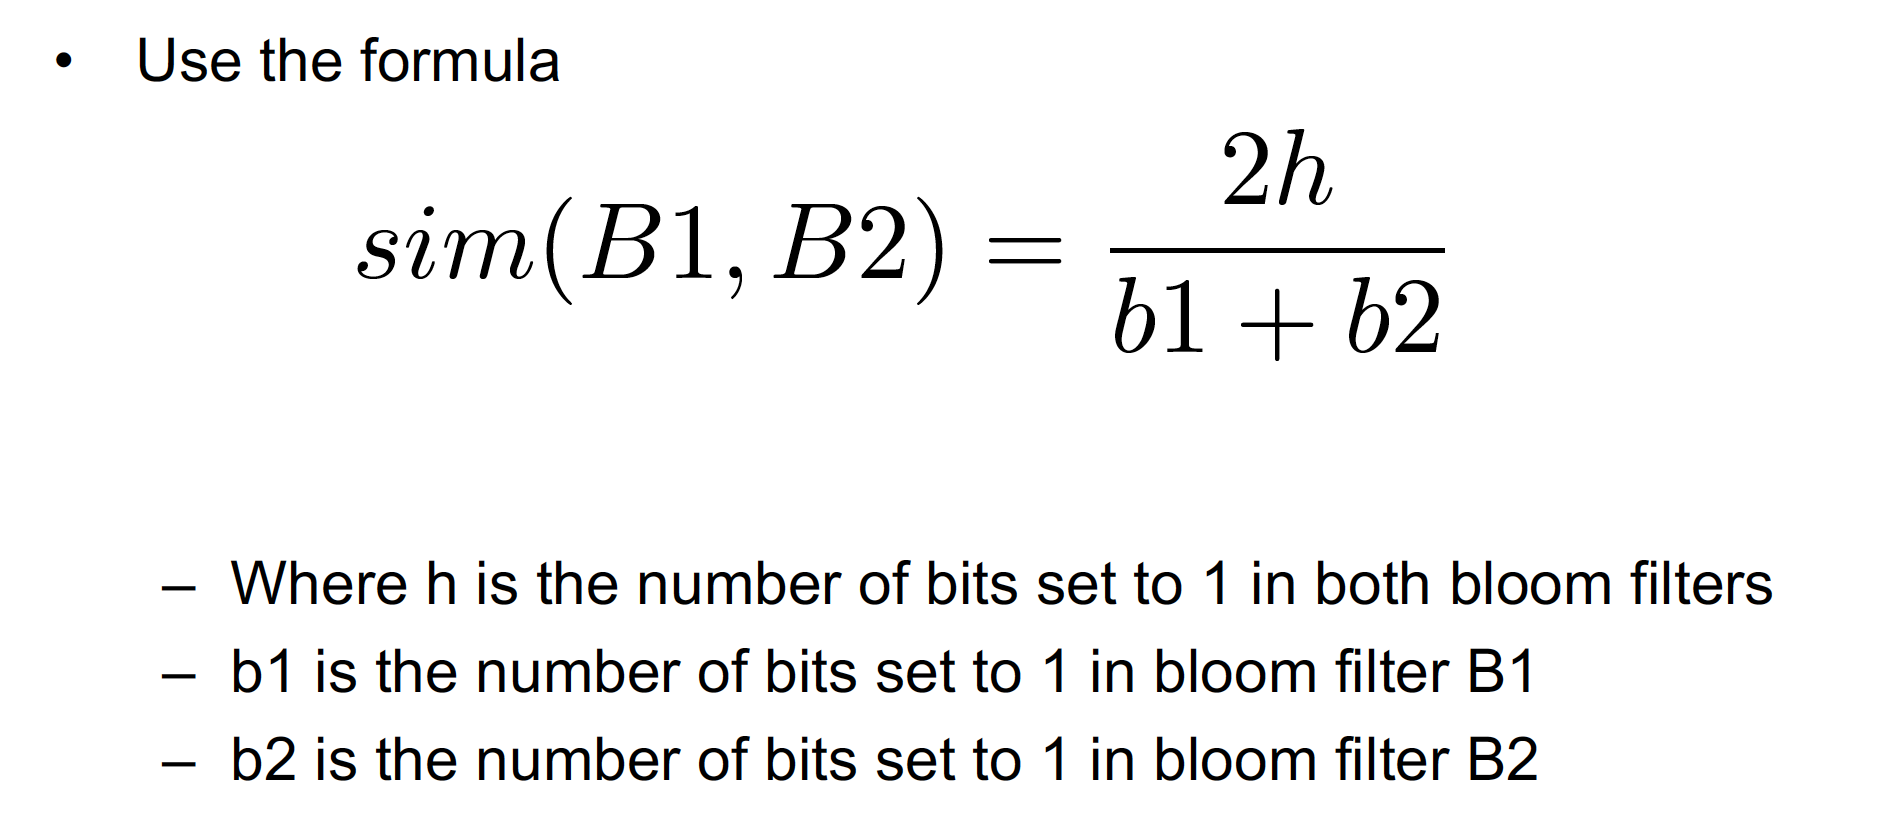 • Use the formula
sim(B1, B2) = 2h / b1 + b2
– Where h is the number of bits set to 1 in both bloom filters
– b1 is the number of bits set to 1 in bloom filter B1
– b2 is the number of bits set to 1 in bloom filter B2